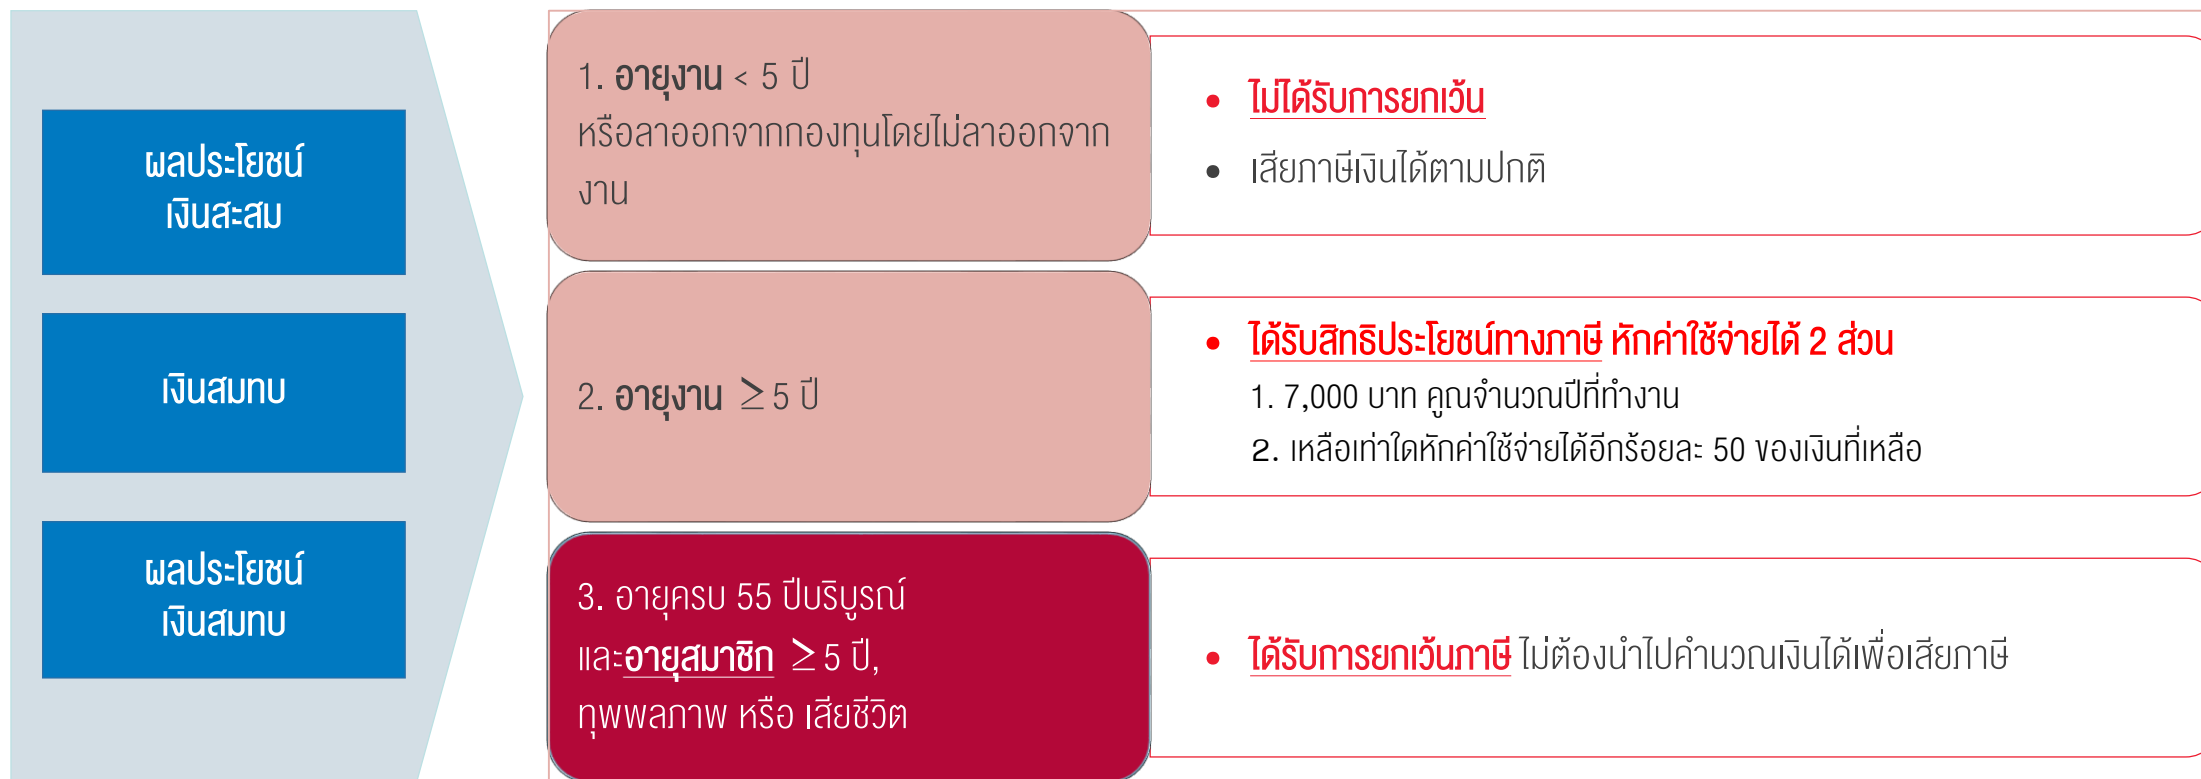 ผลประโยชน์
เงินสะสม
เงินสมทบ
ผลประโยชน์
เงินสมทบ
1. อายุงาน < 5 ปี
หรือลาออกจากกองทุนโดยไม่ลาออกจาก
งาน
• ไม่ได้รับการยกเว้น
• เสียภาษีเงินได้ตามปกติ
2. อายุงาน ≥ 5 ปี
• ได้รับสิทธิประโยชน์ทางภาษี หักค่าใช้จ่ายได้ 2 ส่วน
1. 7,000 บาท คูณจำนวนปีที่ทำงาน
2. เหลือเท่าใดหักค่าใช้จ่ายได้อีกร้อยละ 50 ของเงินที่เหลือ
3. อายุครบ 55 ปีบริบูรณ์
และอายุสมาชิก ≥ 5 ปี,
ทุพพลภาพ หรือ เสียชีวิต
• ได้รับการยกเว้นภาษี ไม่ต้องนำไปคำนวณเงินได้เพื่อเสียภาษี